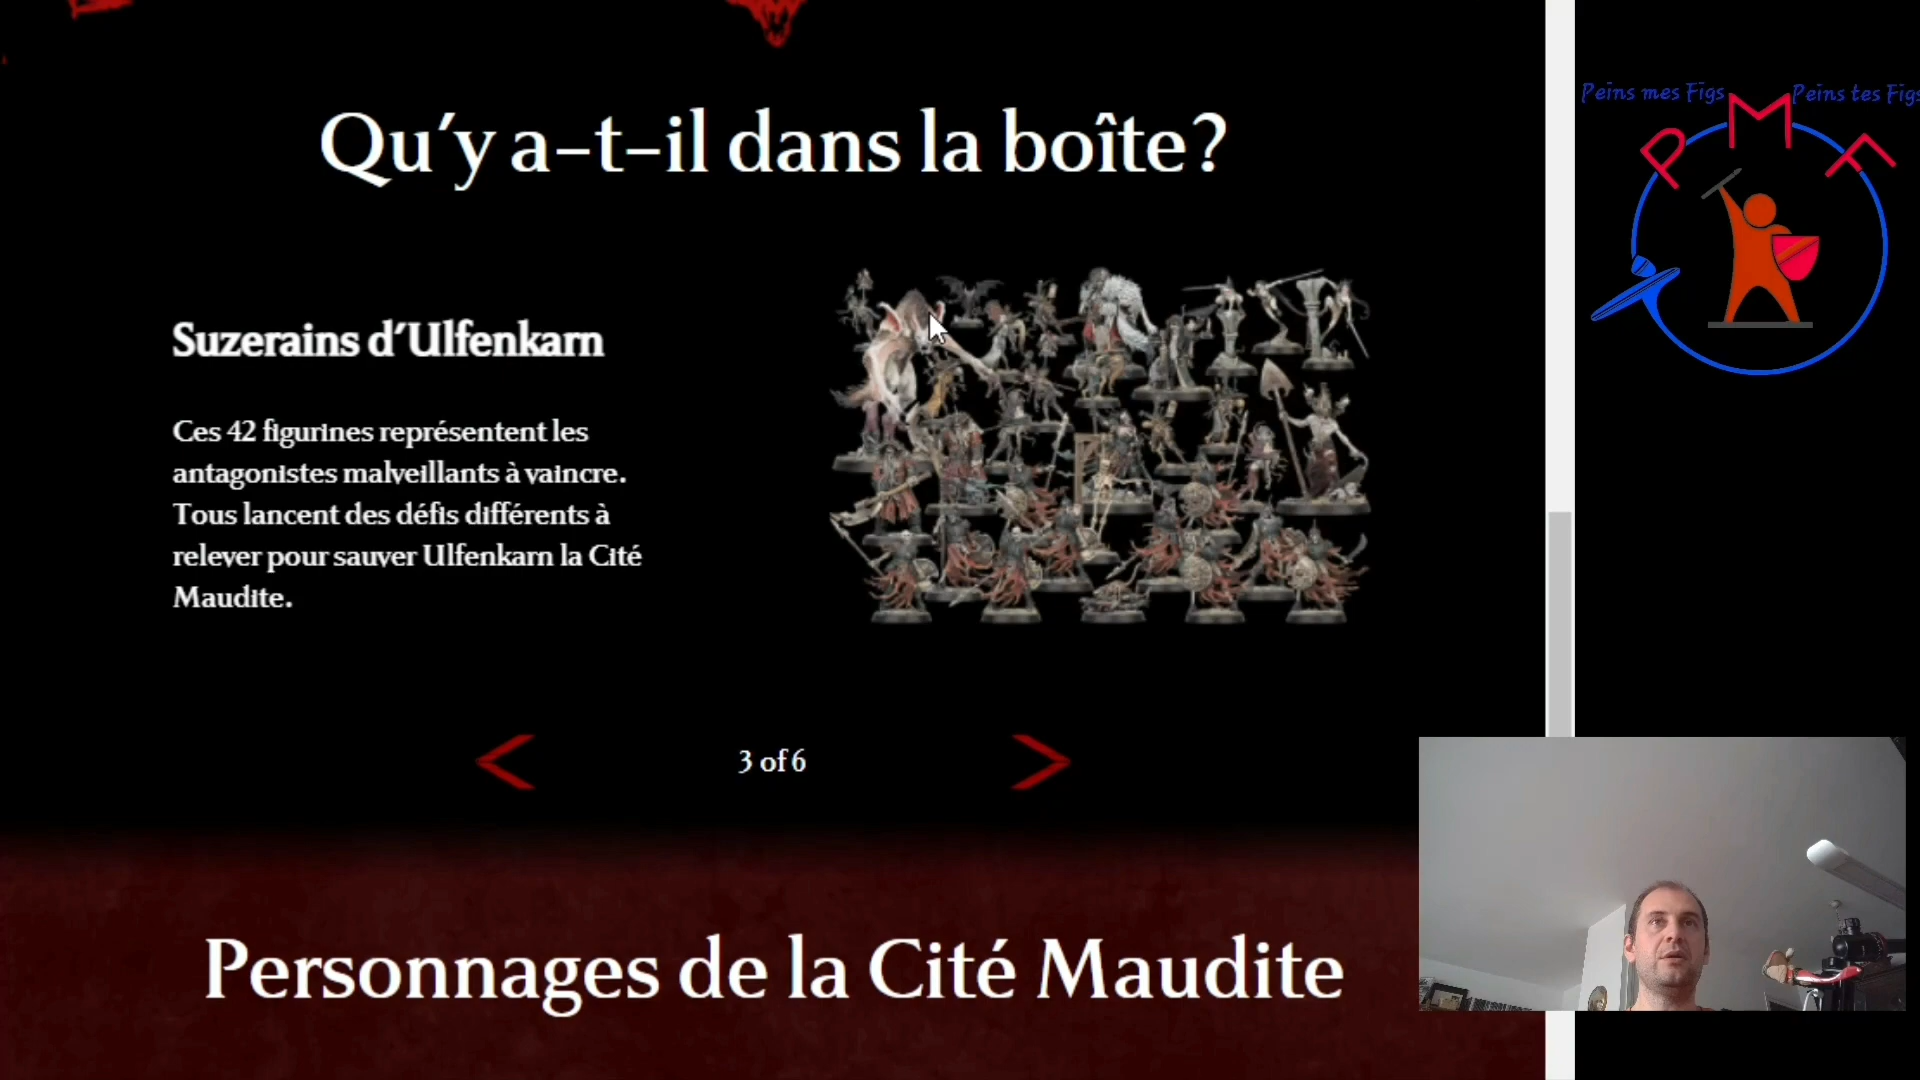 Qu’y a-t-il dans la boîte?
Suzerains d’Ulfenkarn
Ces 42 figurines représentent les
antagonistes malveillants à vaincre.
Tous lancent des défis différents à
relever pour sauver Ulfenkarn la Cité
Maudite.
3 of 6
Personnages de la Cité Maudite
Peins mes Figs
Peins tes Figs
P M F